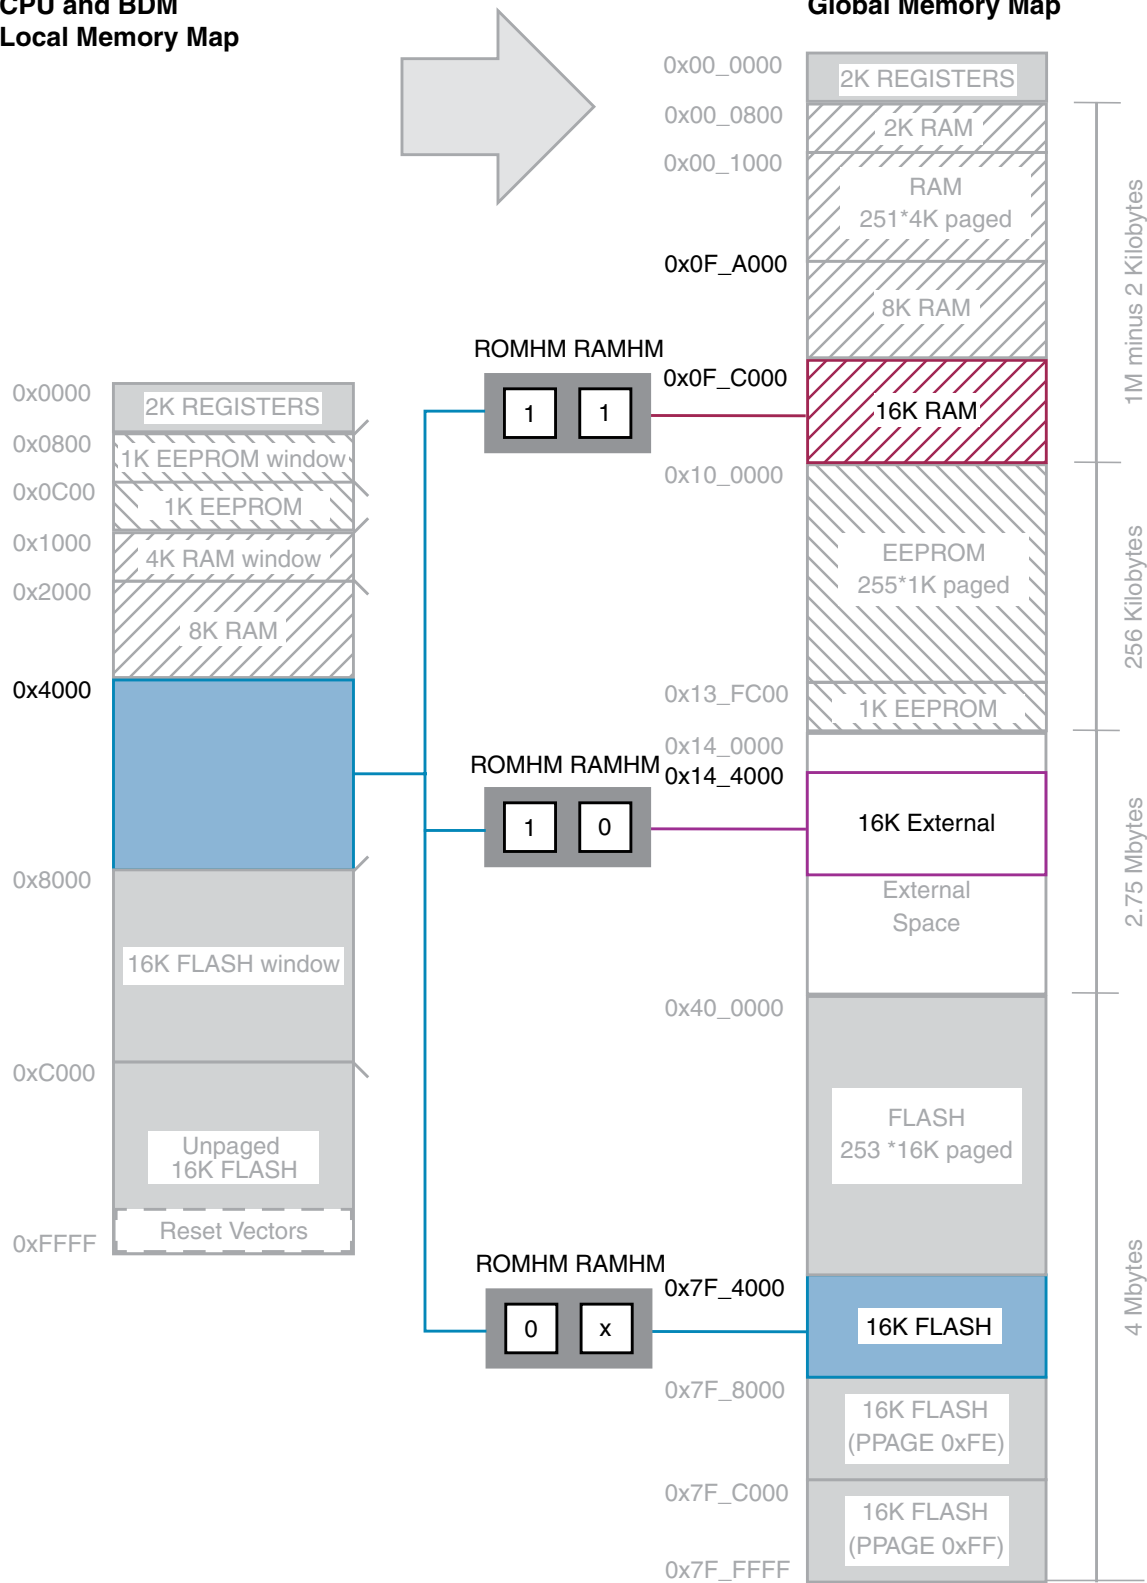 CPU and BDM
Local Memory Map
Global Memory Map
0x00_0000
2K REGISTERS
0x00_0800
2K RAM
0x00_1000
RAM
251*4K paged
0x0F_A000
8K RAM
ROMHM RAMHM
1 1
0x0F_C000
16K RAM
0x10_0000
EEPROM
255*1K paged
0x13_FC00
1K EEPROM
0x14_0000
ROMHM RAMHM
1 0
0x14_4000
16K External
External
Space
0x40_0000
FLASH
253 *16K paged
ROMHM RAMHM
0 x
0x7F_4000
16K FLASH
0x7F_8000
16K FLASH
(PPAGE 0xFE)
0x7F_C000
16K FLASH
(PPAGE 0xFF)
0x7F_FFFF
1M minus 2 Kilobytes
256 Kilobytes
2.75 Mbytes
4 Mbytes
0x0000
2K REGISTERS
0x0800
1K EEPROM window
0x0C00
1K EEPROM
0x1000
4K RAM window
0x2000
8K RAM
0x4000
0x8000
16K FLASH window
0xC000
Unpaged
16K FLASH
Reset Vectors
0xFFFF